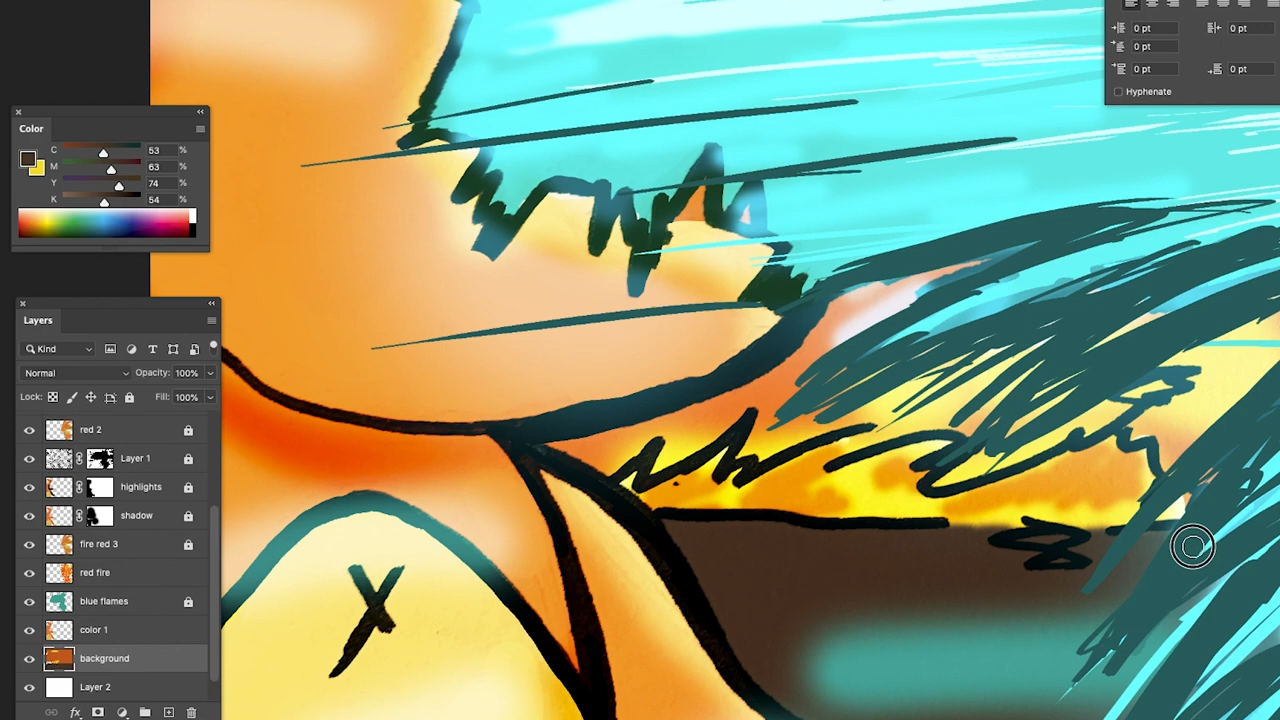 0 pt 0 pt
0 pt
0 pt 0 pt
Hyphenate
Color
C 53 %
M 63 %
Y 74 %
K 54 %
Layers
Kind
Normal Opacity: 100%
Lock: Fill: 100%
red 2
Layer 1
highlights
shadow
fire red 3
red fire
blue flames
color 1
background
Layer 2
fx
X